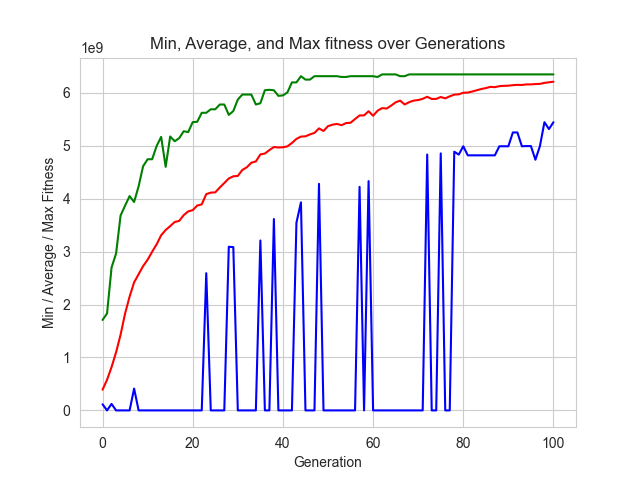 Min, Average, and Max fitness over Generations
1e9
6
5
4
3
2
1
0
Min / Average / Max Fitness
0 20 40 60 80 100
Generation